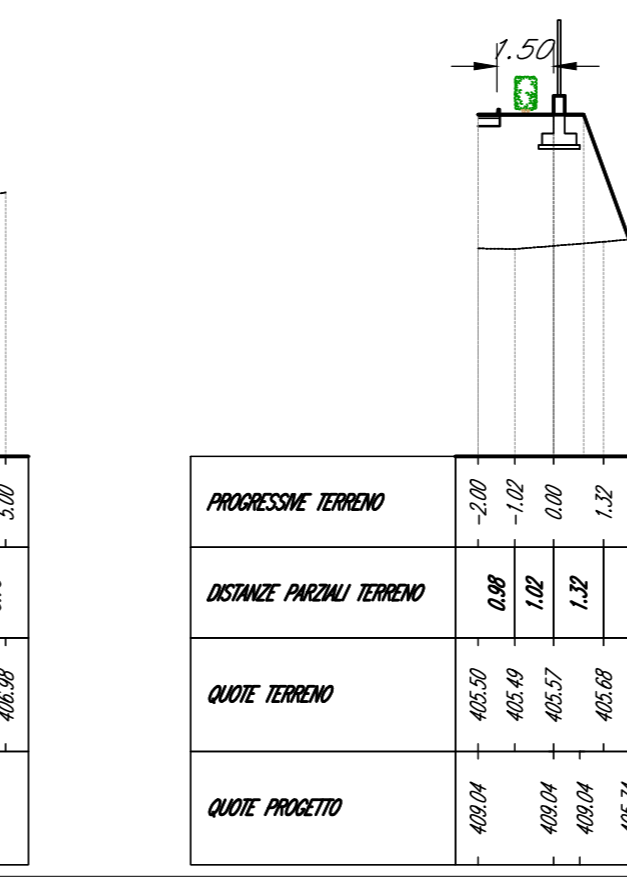 1.50
5.00
406.98
PROGRESSIVE TERRENO -2.00 -1.02 0.00 1.32
DISTANZE PARZIALI TERRENO 0.98 1.02 1.32
QUOTE TERRENO 405.50 405.49 405.57 405.68
QUOTE PROGETTO 409.04 409.04 409.04